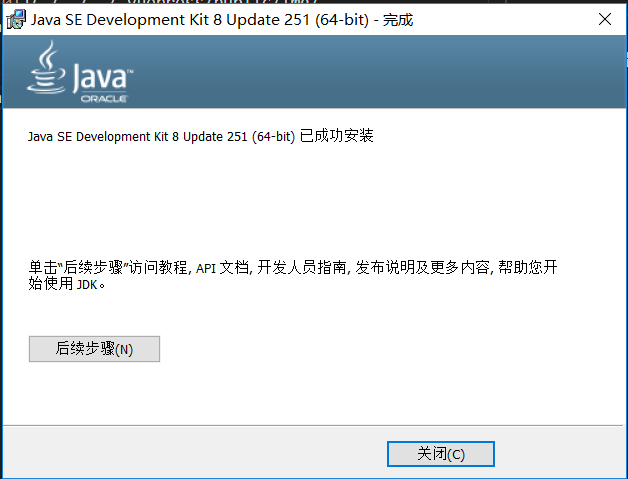 Java SE Development Kit 8 Update 251 (64-bit) - 完成
Java™
ORACLE
Java SE Development Kit 8 Update 251 (64-bit) 已成功安装
单击“后续步骤”访问教程, API 文档, 开发人员指南, 发布说明及更多内容, 帮助您开
始使用 JDK。
后续步骤(N)
关闭(C)